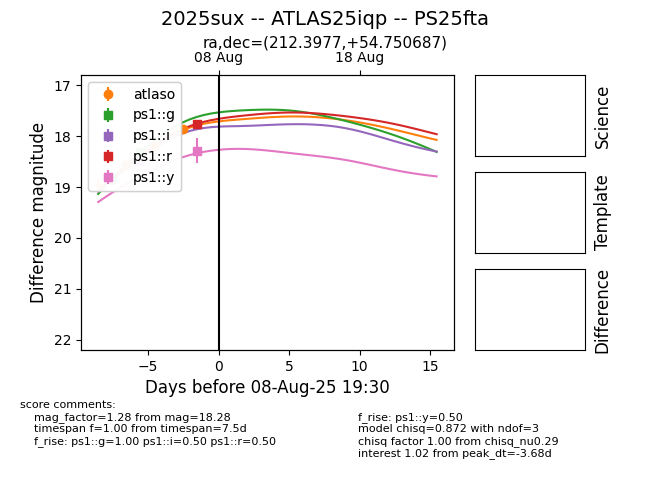 2025sux -- ATLAS25iqp -- PS25fta
ra,dec=(212.3977,+54.750687)
08 Aug
18 Aug
17
18
19
20
21
22
Difference magnitude
atlaso
ps1::g
ps1::i
ps1::r
ps1::y
−5
0
5
10
15
Days before 08-Aug-25 19:30
Science
Template
Difference
score comments:
mag_factor=1.28 from mag=18.28
timespan f=1.00 from timespan=7.5d
f_rise: ps1::g=1.00 ps1::i=0.50 ps1::r=0.50
f_rise: ps1::y=0.50
model chisq=0.872 with ndof=3
chisq factor 1.00 from chisq_nu0.29
interest 1.02 from peak_dt=-3.68d